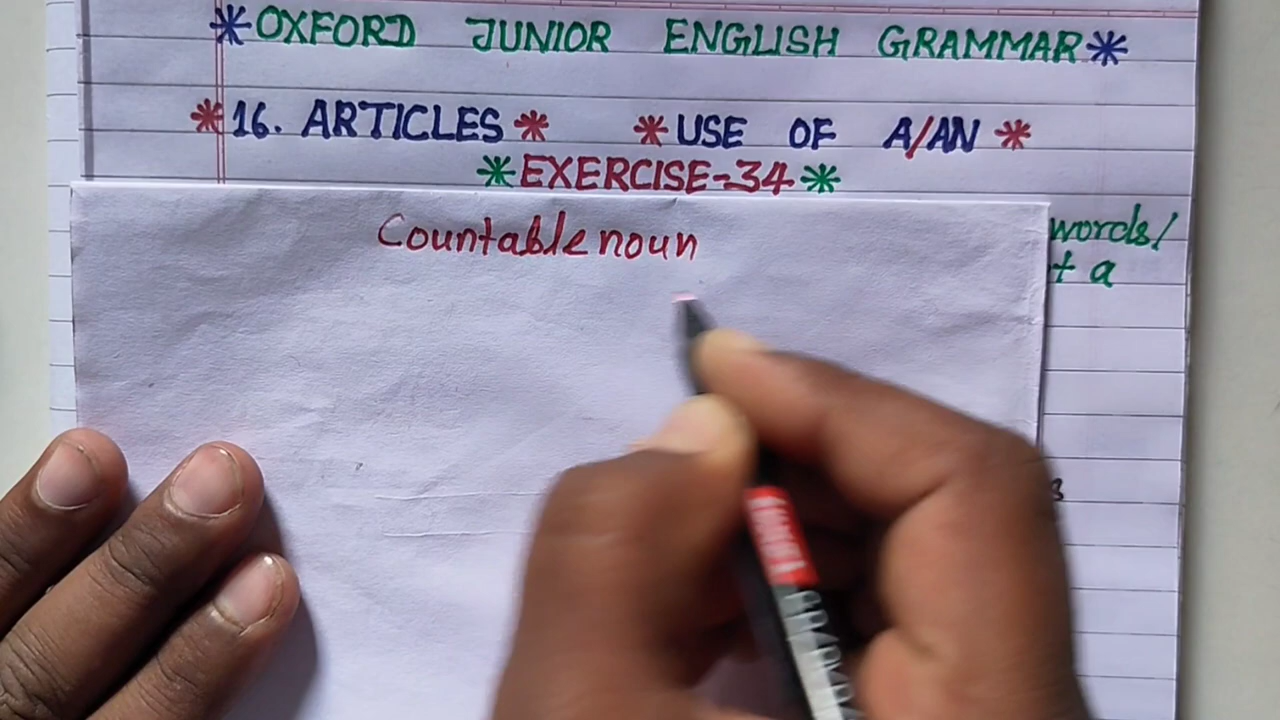 *OXFORD JUNIOR ENGLISH GRAMMAR*
*16. ARTICLES* *USE OF A/AN*
*EXERCISE-34*
Countable noun
words/
a